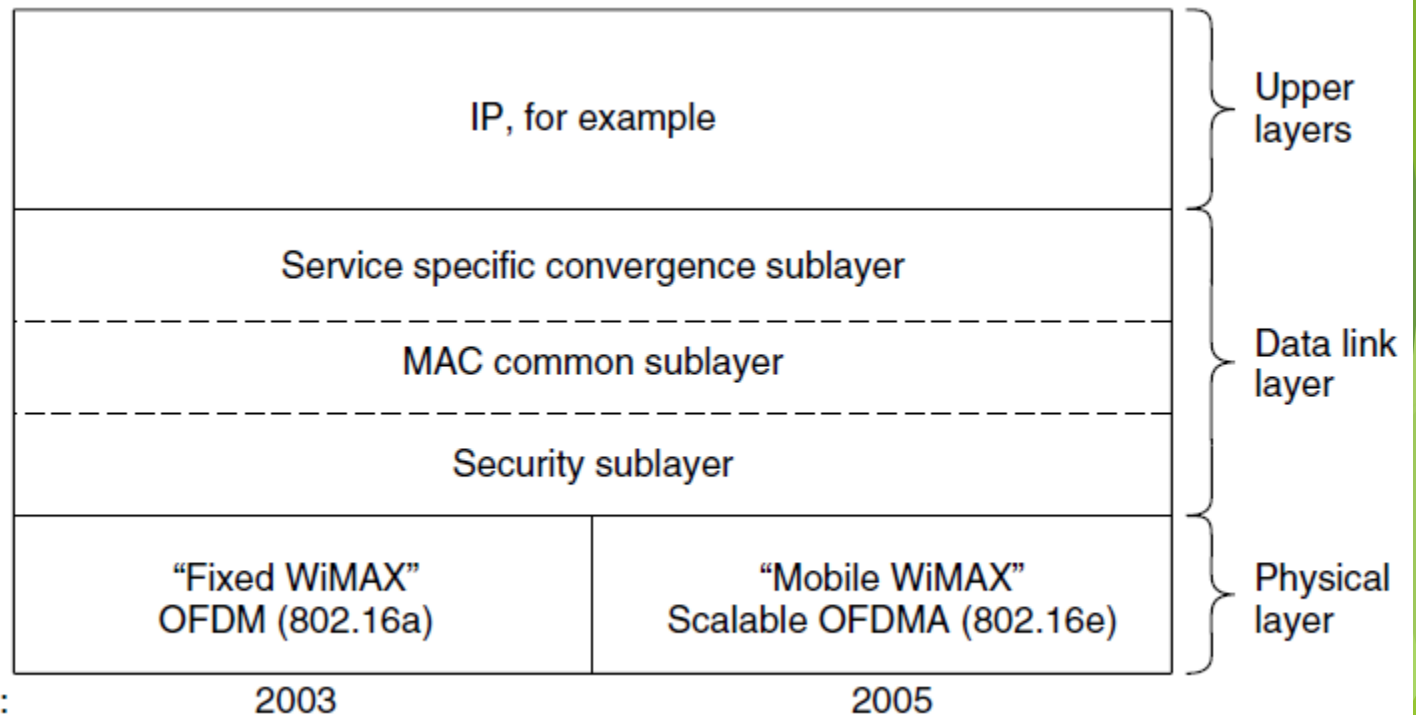 IP, for example
Upper
layers
Service specific convergence sublayer
MAC common sublayer
Security sublayer
Data link
layer
“Fixed WiMAX”
OFDM (802.16a)
“Mobile WiMAX”
Scalable OFDMA (802.16e)
Physical
layer
: 2003 2005